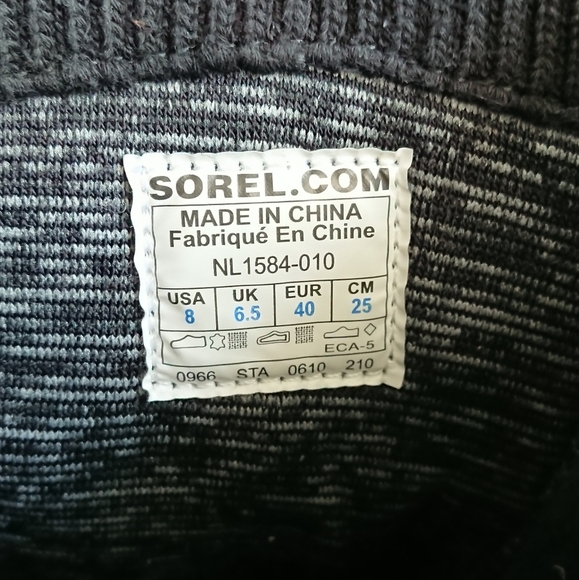 SOREL.COM
MADE IN CHINA
Fabriqué En Chine
NL1584-010
USA UK EUR CM
8 6.5 40 25
ECA-5
0966 STA 0610 210